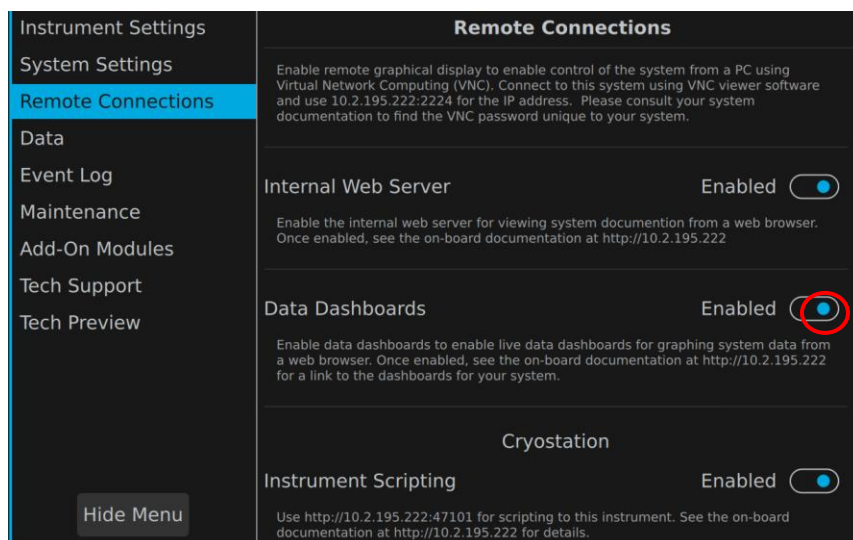 Instrument Settings
System Settings
Remote Connections
Data
Event Log
Maintenance
Add-On Modules
Tech Support
Tech Preview
Hide Menu
Remote Connections
Enable remote graphical display to enable control of the system from a PC using
Virtual Network Computing (VNC). Connect to this system using VNC viewer software
and use 10.2.195.222:2224 for the IP address. Please consult your system
documentation to find the VNC password unique to your system.
Internal Web Server Enabled
Enable the internal web server for viewing system documention from a web browser.
Once enabled, see the on-board documentation at http://10.2.195.222
Data Dashboards Enabled
Enable data dashboards to enable live data dashboards for graphing system data from
a web browser. Once enabled, see the on-board documentation at http://10.2.195.222
for a link to the dashboards for your system.
Cryostation
Instrument Scripting Enabled
Use http://10.2.195.222:47101 for scripting to this instrument. See the on-board
documentation at http://10.2.195.222 for details.